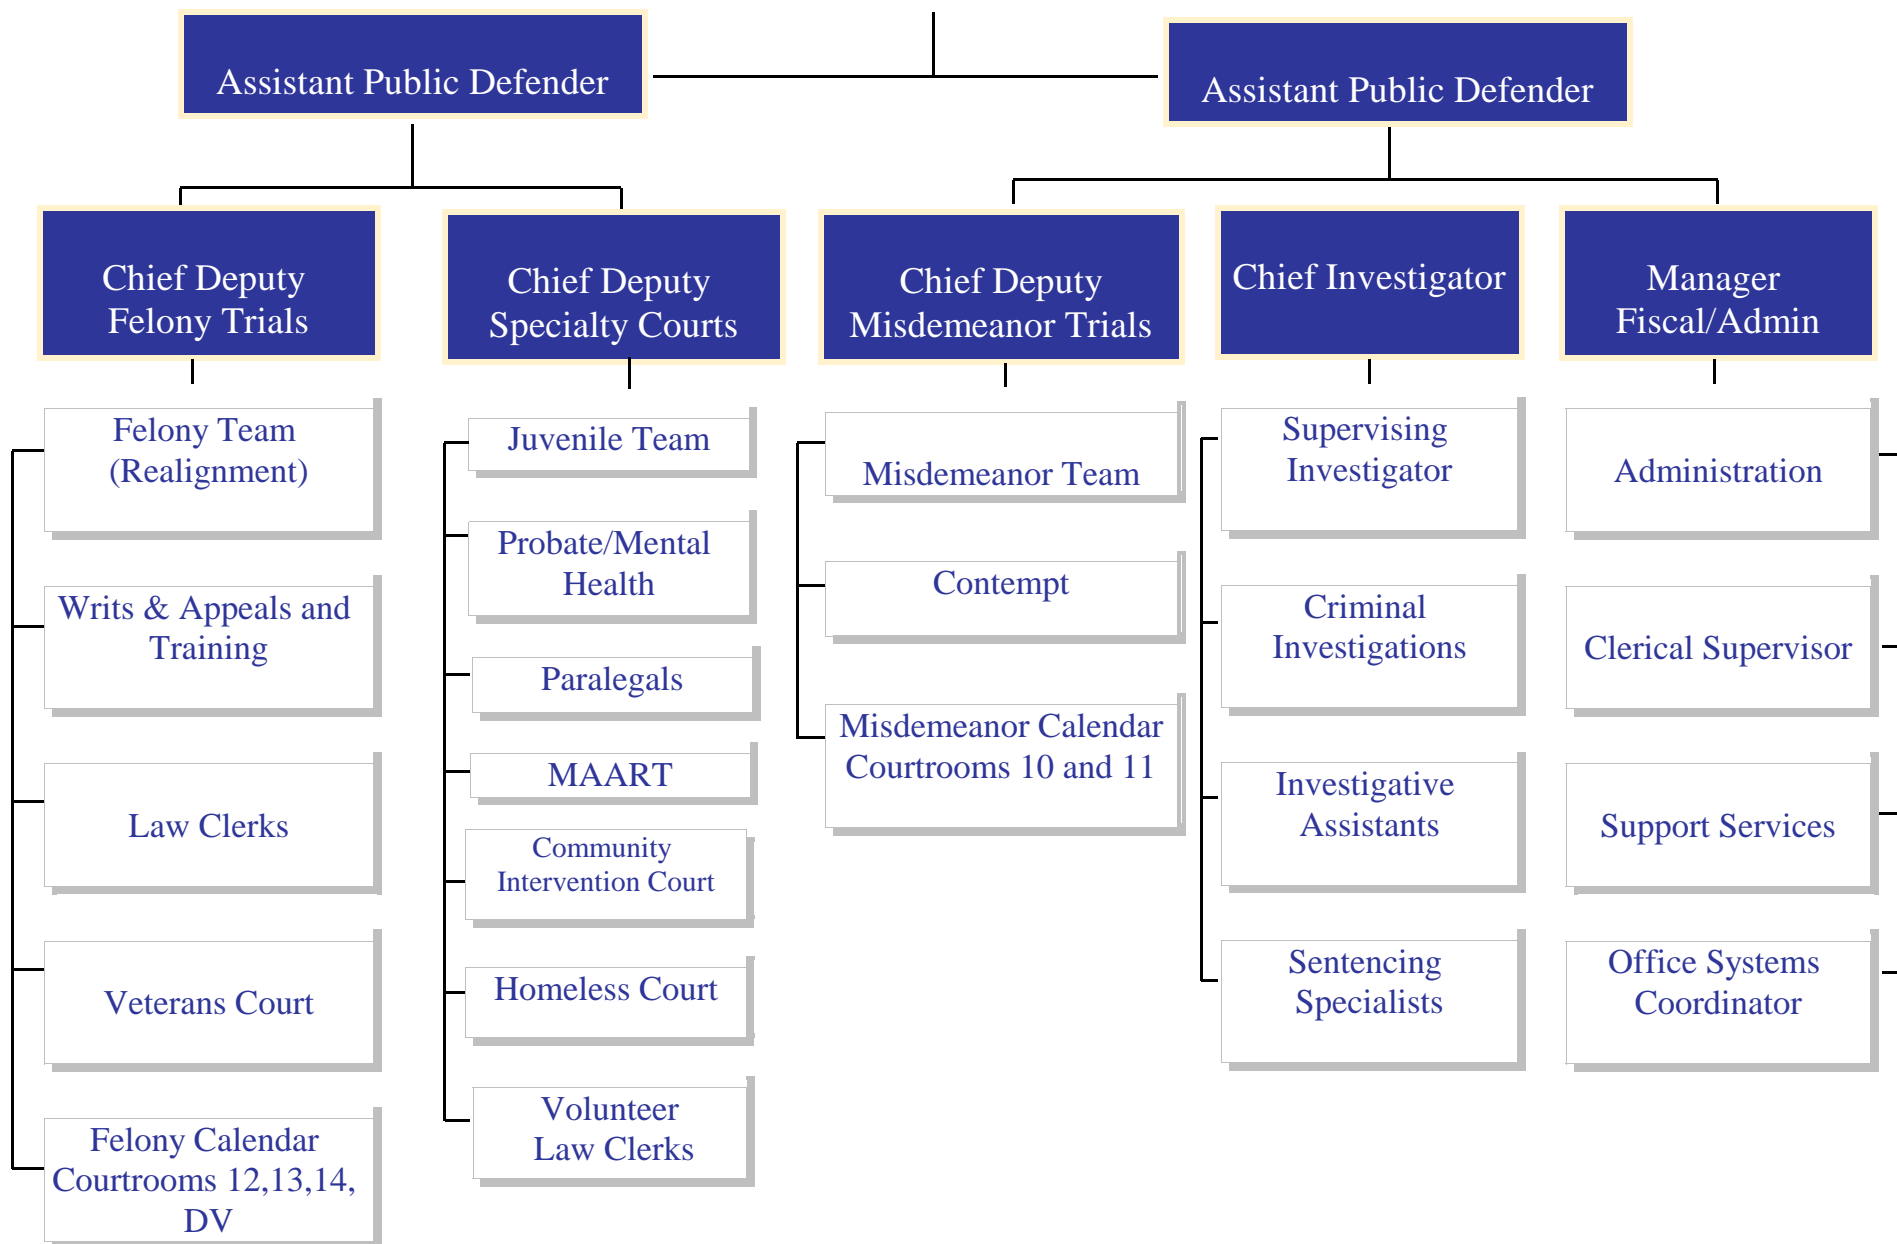 Assistant Public Defender
Assistant Public Defender
Chief Deputy
Felony Trials
Chief Deputy
Specialty Courts
Chief Deputy
Misdemeanor Trials
Chief Investigator
Manager
Fiscal/Admin
Felony Team
(Realignment)
Writs & Appeals and
Training
Law Clerks
Veterans Court
Felony Calendar
Courtrooms 12,13,14,
DV
Juvenile Team
Probate/Mental
Health
Paralegals
MAART
Community
Intervention Court
Homeless Court
Volunteer
Law Clerks
Misdemeanor Team
Contempt
Misdemeanor Calendar
Courtrooms 10 and 11
Supervising
Investigator
Criminal
Investigations
Investigative
Assistants
Sentencing
Specialists
Administration
Clerical Supervisor
Support Services
Office Systems
Coordinator